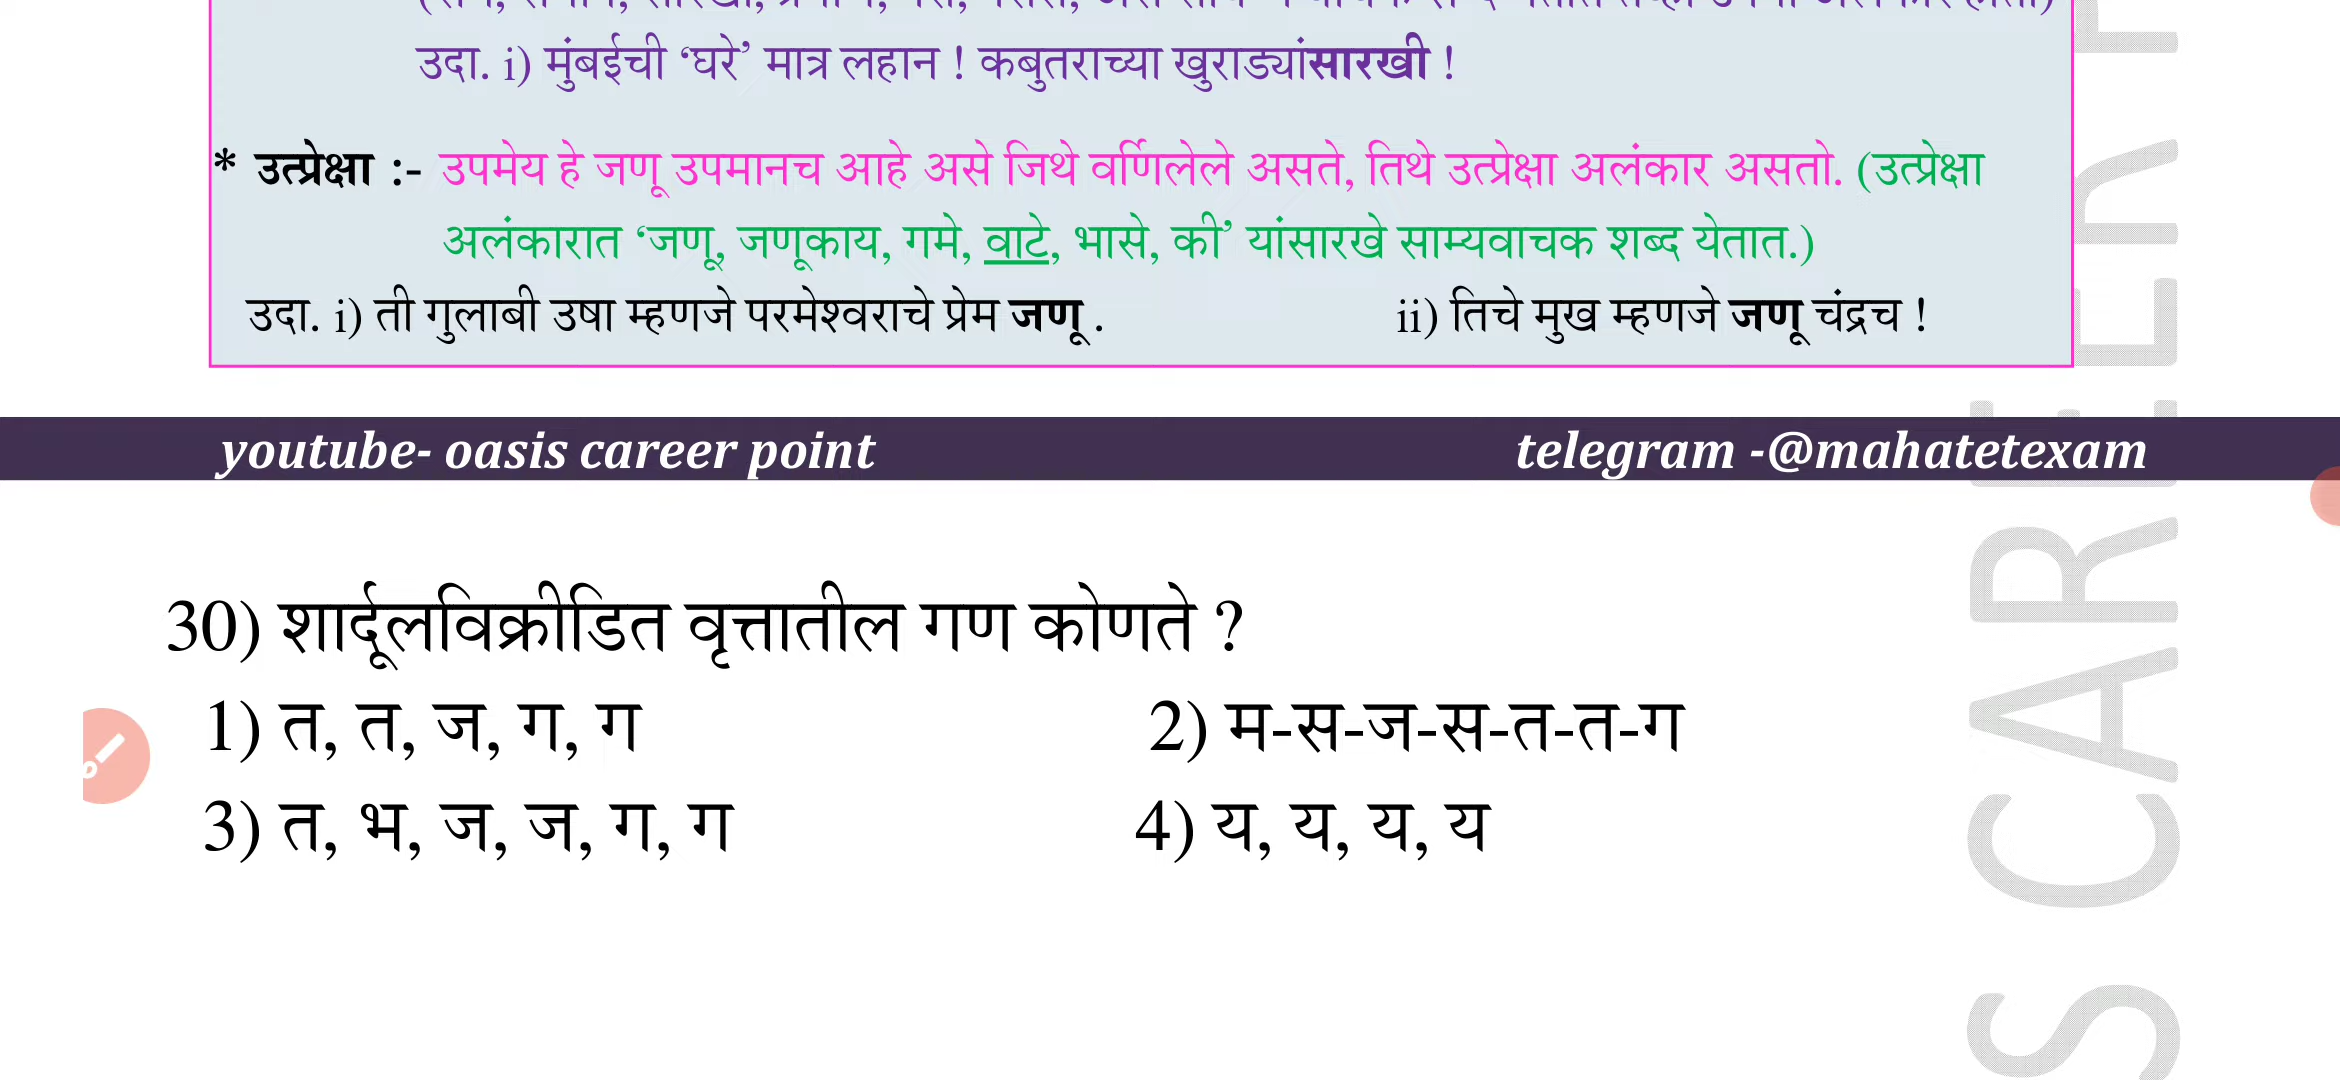 उदा. i) मुंबईची ‘घरे’ मात्र लहान ! कबुतराच्या खुराड्यांसारखी !
* उत्प्रेक्षा :- उपमेय हे जणू उपमानच आहे असे जिथे वर्णिलेले असते, तिथे उत्प्रेक्षा अलंकार असतो. (उत्प्रेक्षा
अलंकारात ‘जणू, जणूकाय, गमे, वाटे, भासे, की’ यांसारखे साम्यवाचक शब्द येतात.)
उदा. i) ती गुलाबी उषा म्हणजे परमेश्वराचे प्रेम जणू . ii) तिचे मुख म्हणजे जणू चंद्रच !
youtube- oasis career point telegram -@mahatetexam
30) शार्दूलविक्रीडित वृत्तातील गण कोणते ?
1) त, त, ज, ग, ग 2) म-स-ज-स-त-त-ग
3) त, भ, ज, ज, ग, ग 4) य, य, य, य
S CAREER